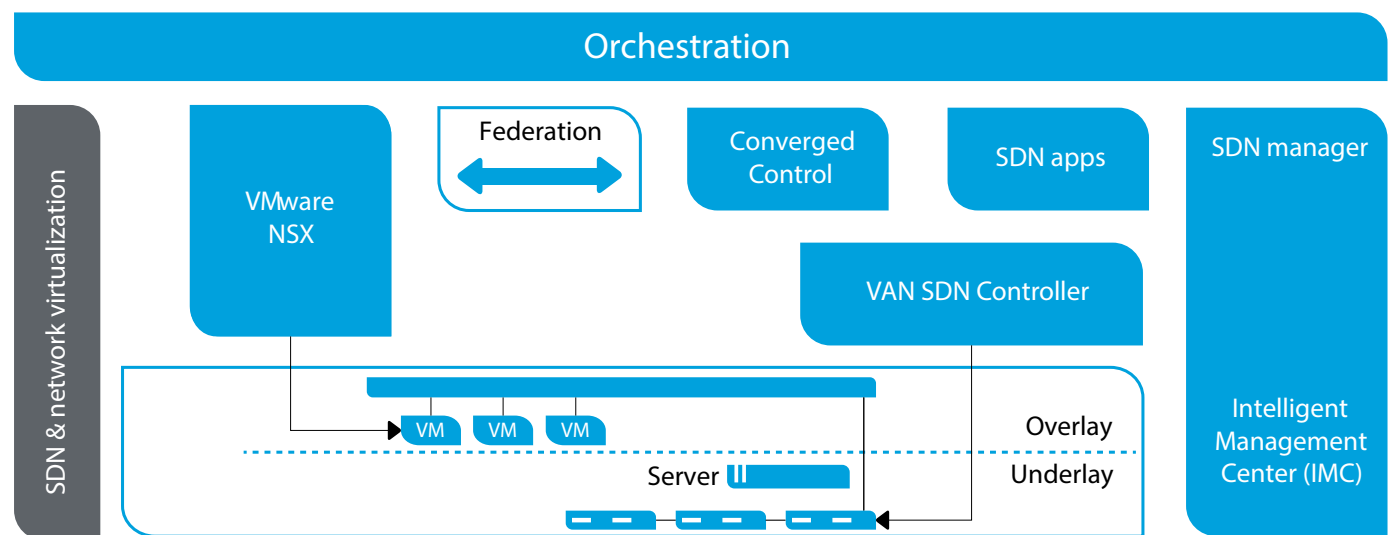 Orchestration
SDN & network virtualization
VMware
NSX
Federation
Converged
Control
SDN apps
SDN manager
VAN SDN Controller
Intelligent
Management
Center (IMC)
VM
VM
VM
Overlay
Server
Underlay